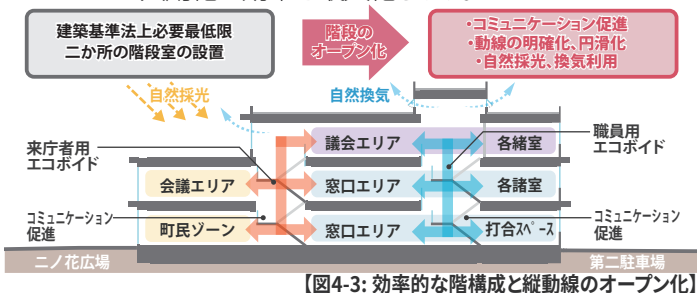 建築基準法上必要最低限
二か所の階段室の設置
階段の
オープン化
・コミュニケーション促進
・動線の明確化、円滑化
・自然採光、換気利用
自然採光
自然換気
来庁者用
エコボイド
職員用
エコボイド
議会エリア
各緒室
会議エリア
窓口エリア
各諸室
コミュニケーション
促進
町民ゾーン
窓口エリア
打合スペース
コミュニケーション
促進
二ノ花広場
第二駐車場
【図4-3: 効率的な階構成と縦動線のオープン化】